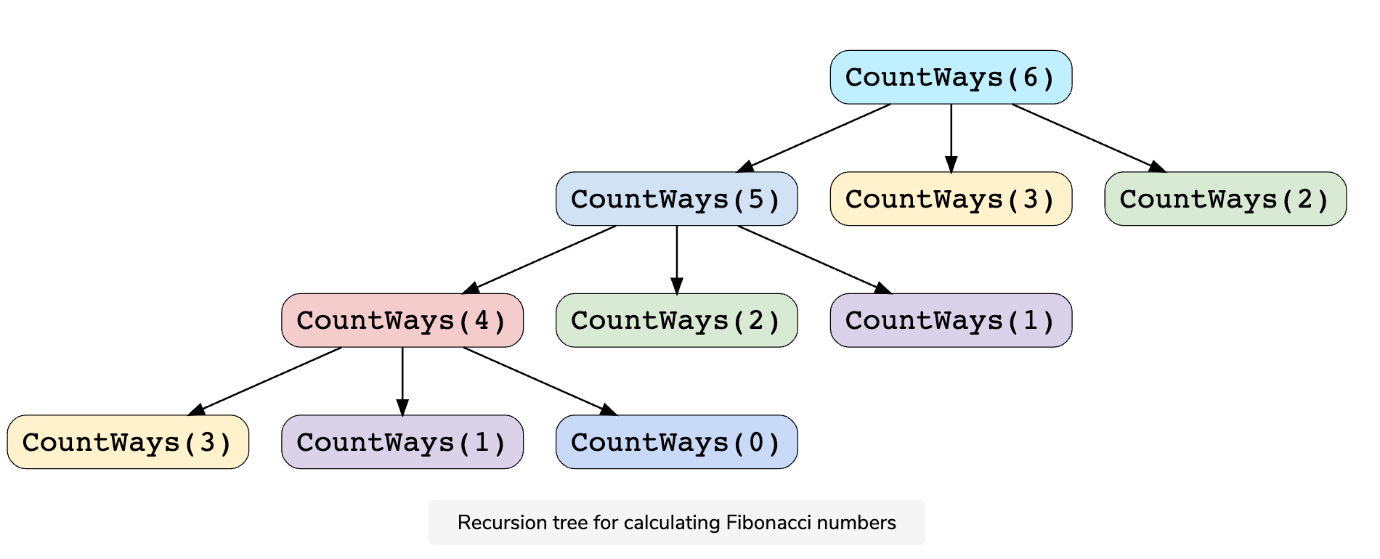 CountWays(6)
CountWays(5)
CountWays(3)
CountWays(2)
CountWays(4)
CountWays(2)
CountWays(1)
CountWays(3)
CountWays(1)
CountWays(0)
Recursion tree for calculating Fibonacci numbers